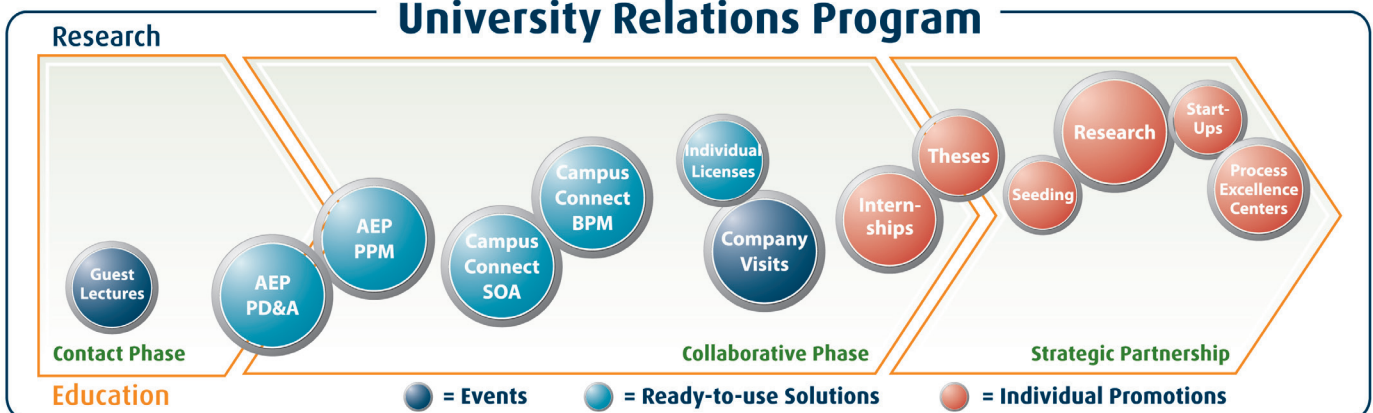 University Relations Program
Research
Guest
Lectures
AEP
PD&A
AEP
PPM
Campus
Connect
SOA
Campus
Connect
BPM
Individual
Licenses
Company
Visits
Intern-
ships
Theses
Seeding
Research
Start-
Ups
Process
Excellence
Centers
Contact Phase
Collaborative Phase
Strategic Partnership
Education
= Events
= Ready-to-use Solutions
= Individual Promotions